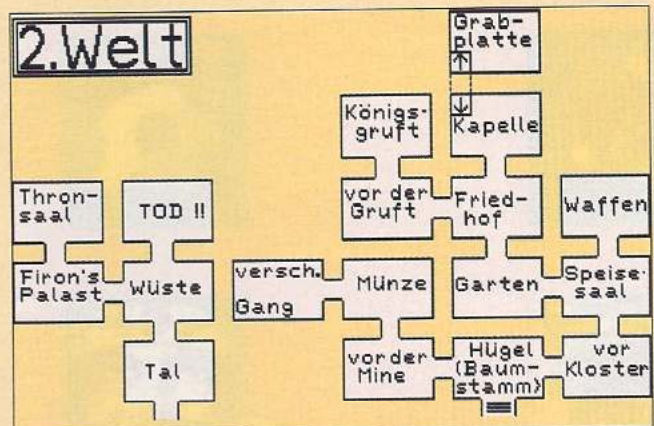 2.Welt
Grab-
platte
Königs-
gruft
Kapelle
Thron-
saal
TOD !!
vor der
Gruft
Fried-
hof
Waffen
Firon's
Palast
Wüste
versch.
Gang
Münze
Garten
Speise-
saal
Tal
vor der
Mine
Hügel
(Baum-
stamm)
vor
Kloster